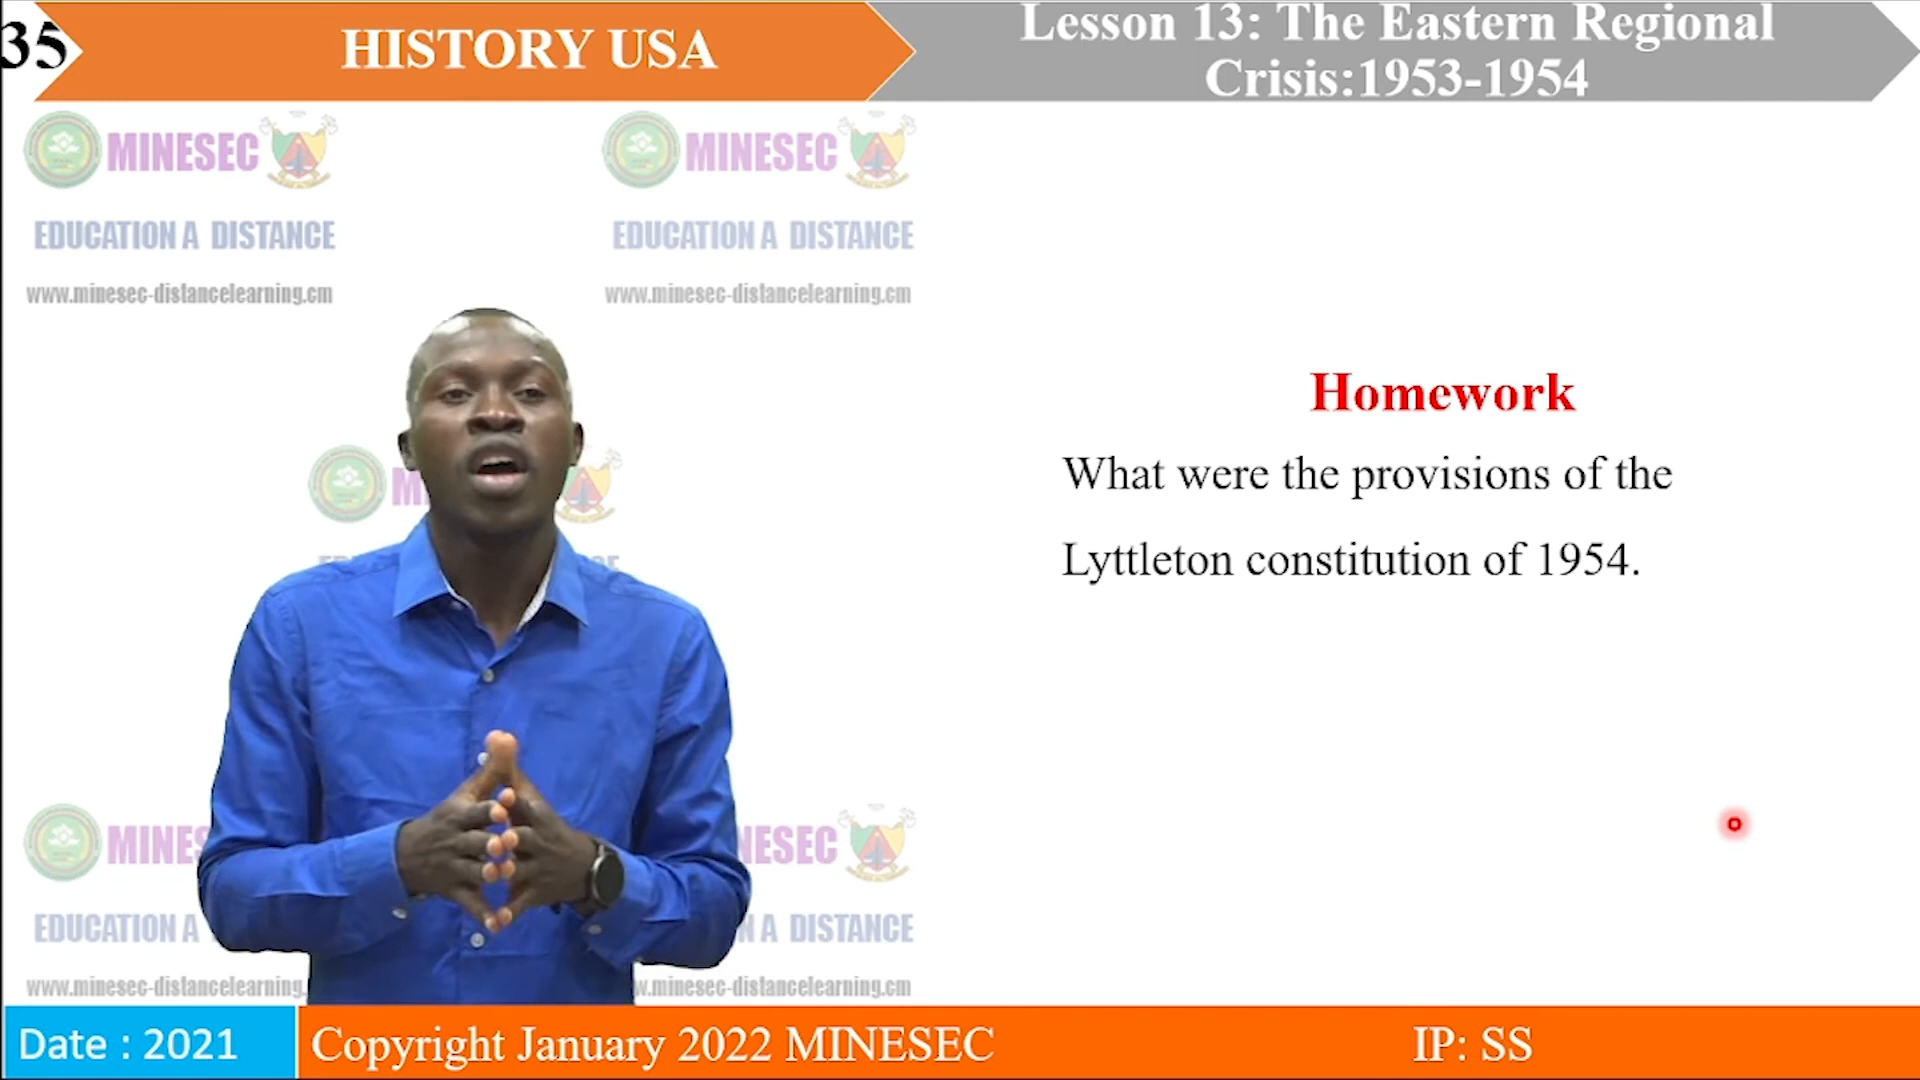 35
HISTORY USA
Lesson 13: The Eastern Regional
Crisis:1953-1954
MINESEC
EDUCATION A DISTANCE
www.minesec-distancelearning.cm
MINESEC
EDUCATION A DISTANCE
www.minesec-distancelearning.cm
Homework
What were the provisions of the
Lyttleton constitution of 1954.
MINES
EDUCATION A
www.minesec-distancelearning.
NESEC
N A DISTANCE
w.minesec-distancelearning.cm
Date : 2021
Copyright January 2022 MINESEC
IP: SS